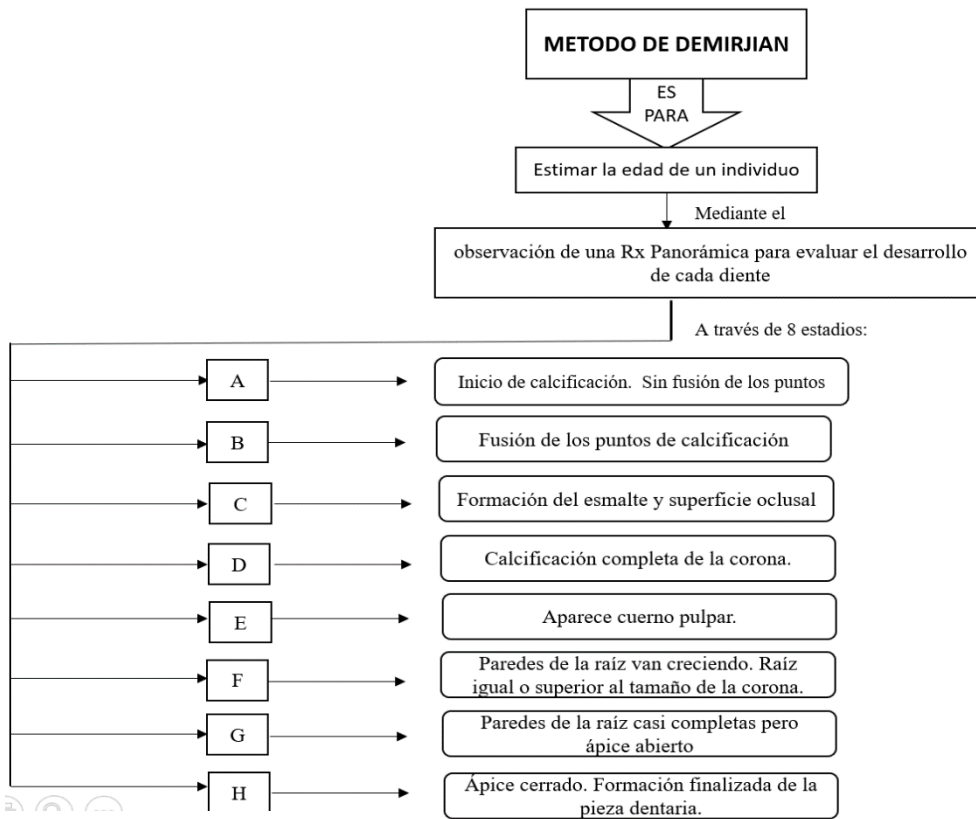 METODO DE DEMIRJIAN
ES
PARA
Estimar la edad de un individuo
Mediante el
observación de una Rx Panorámica para evaluar el desarrollo
de cada diente
A través de 8 estadios:
A
Inicio de calcificación. Sin fusión de los puntos
B
Fusión de los puntos de calcificación
C
Formación del esmalte y superficie oclusal
D
Calcificación completa de la corona.
E
Aparece cuerno pulpar.
F
Paredes de la raíz van creciendo. Raíz
igual o superior al tamaño de la corona.
G
Paredes de la raíz casi completas pero
ápice abierto
H
Ápice cerrado. Formación finalizada de la
pieza dentaria.